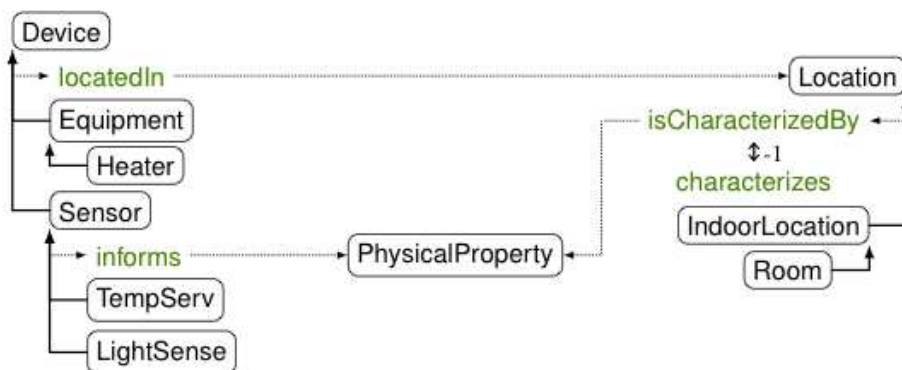 Device
locatedIn
Location
Equipment
isCharacterizedBy
Heater
↕-1
characterizes
Sensor
IndoorLocation
informs
PhysicalProperty
Room
TempServ
LightSense